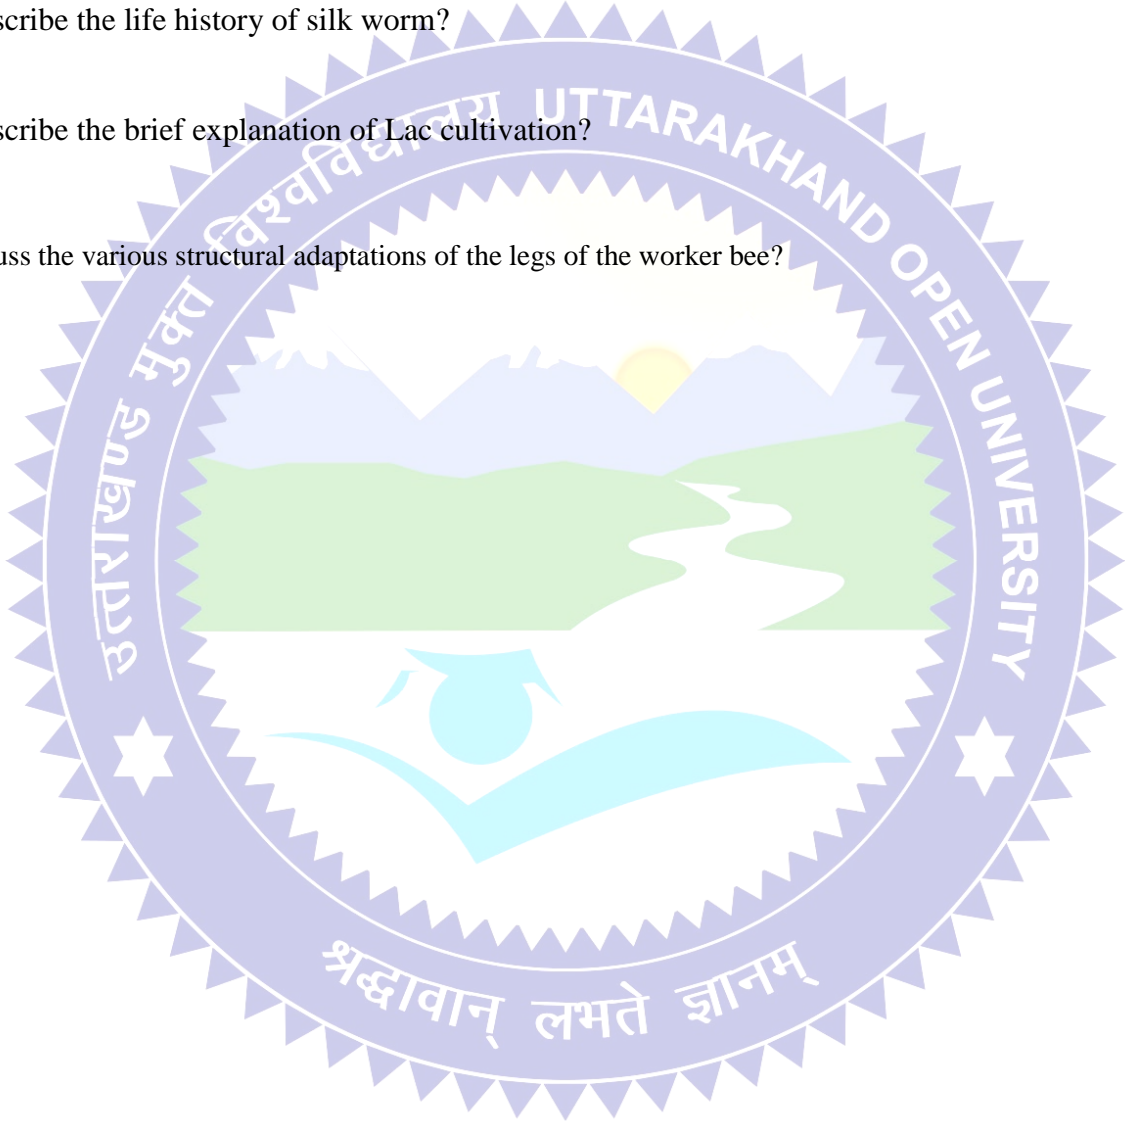 scribe the life history of silk worm?
scribe the brief explanation of Lac cultivation?
uss the various structural adaptations of the legs of the worker bee?
उत्तराखण्ड मुक्त विश्वविद्यालय UTTARAKHAND OPEN UNIVERSITY
श्रद्धावान् लभते ज्ञानम्